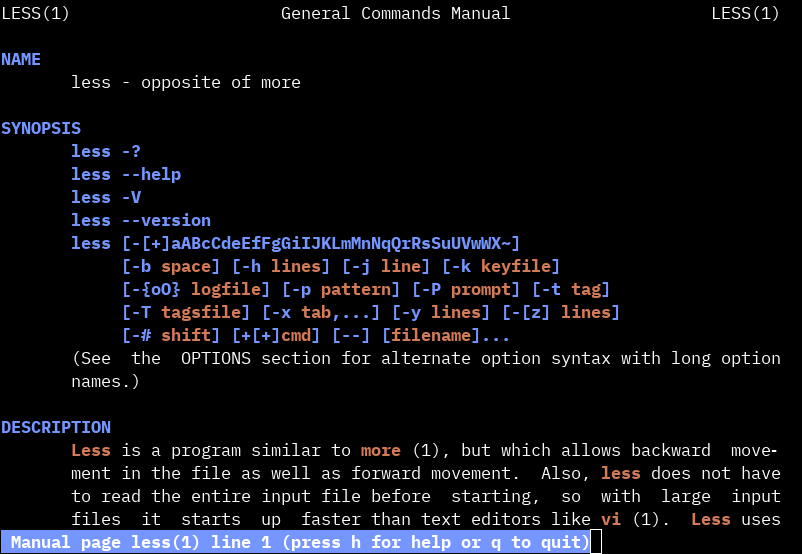 LESS(1)                     General Commands Manual                    LESS(1)
NAME
less - opposite of more
SYNOPSIS
less -?
less --help
less -V
less --version
less [-[+]aABcCdeEfFgGiIJKLmMnNqQrRsSuUVwWX~]
[-b space] [-h lines] [-j line] [-k keyfile]
[-{oO} logfile] [-p pattern] [-P prompt] [-t tag]
[-T tagsfile] [-x tab,...] [-y lines] [-[z] lines]
[-# shift] [+[+]cmd] [--] [filename]...
(See  the  OPTIONS section for alternate option syntax with long option
names.)
DESCRIPTION
Less is a program similar to more (1), but which allows backward  move-
ment in the file as well as forward movement.  Also, less does not have
to read the entire input file before  starting,  so  with  large  input
files  it  starts  up  faster than text editors like vi (1).  Less uses
Manual page less(1) line 1 (press h for help or q to quit)